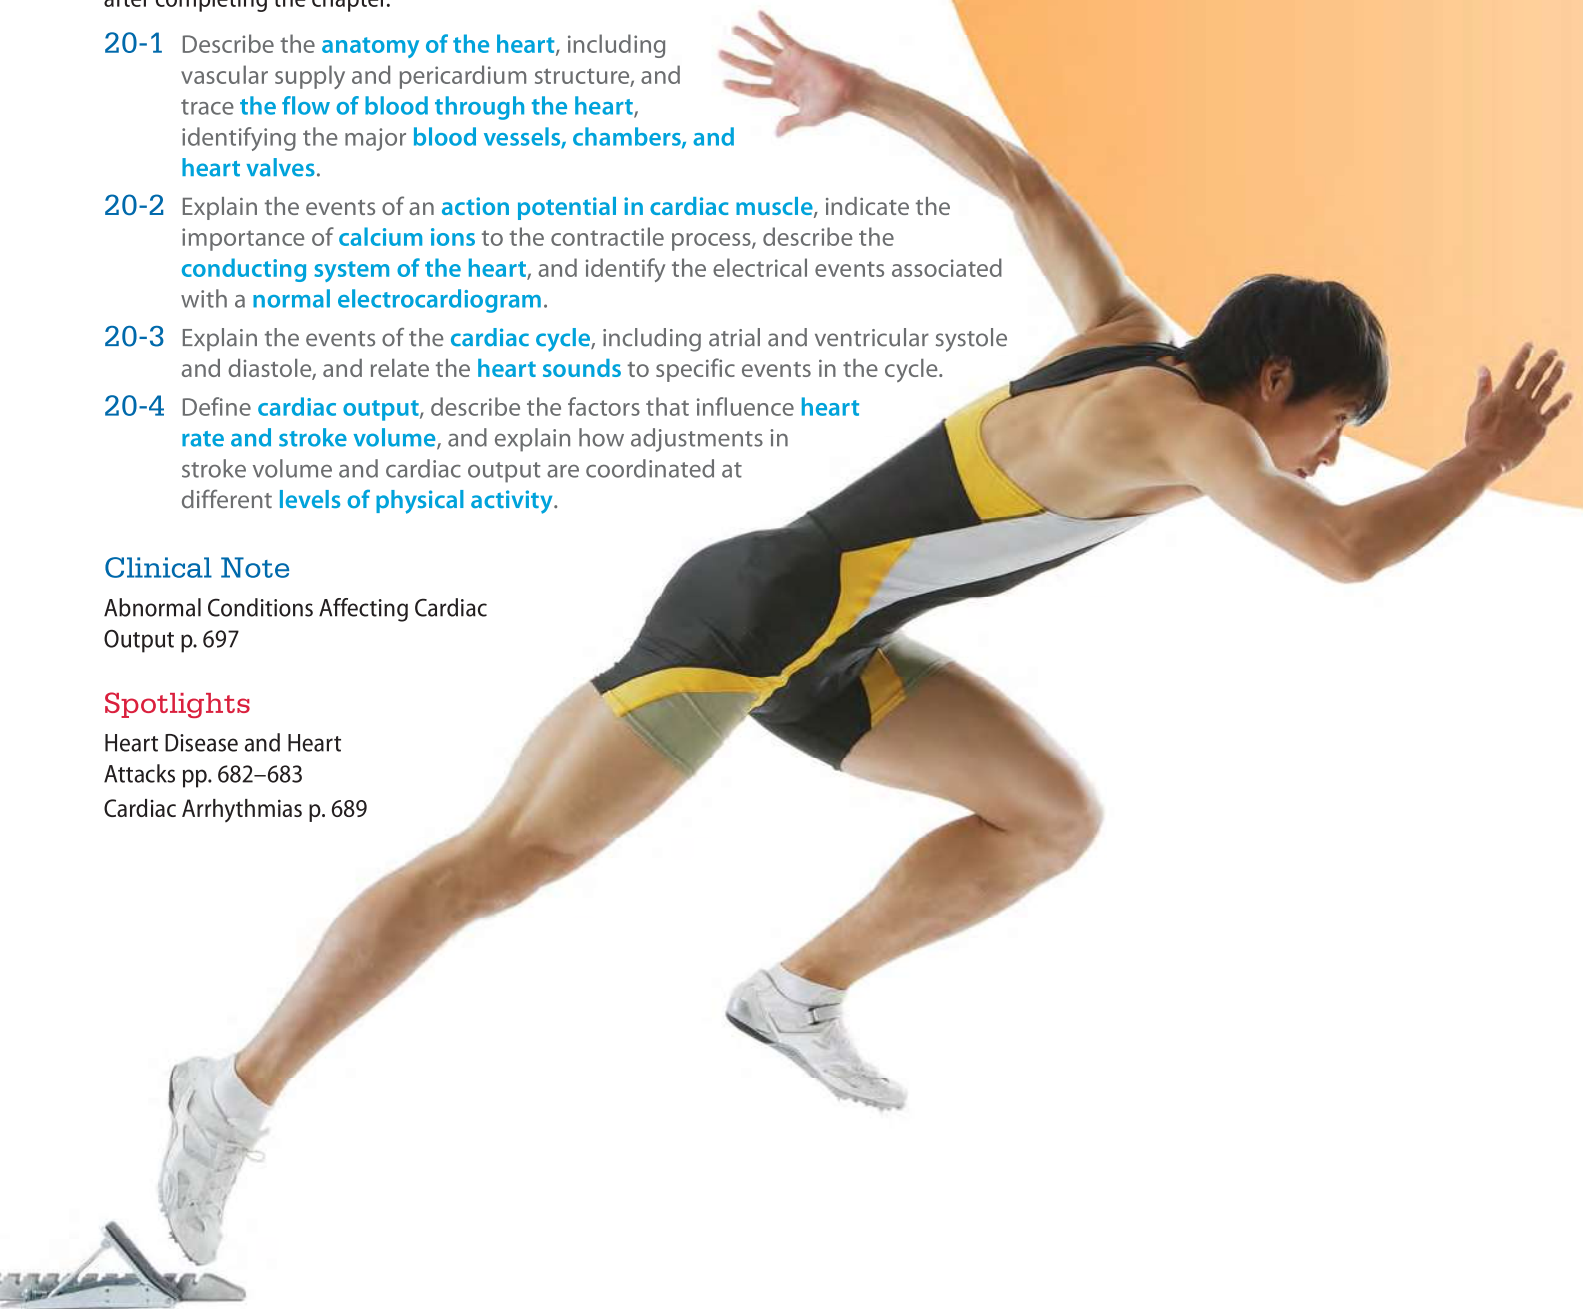 after completing the chapter.
20-1 Describe the anatomy of the heart, including
vascular supply and pericardium structure, and
trace the flow of blood through the heart,
identifying the major blood vessels, chambers, and
heart valves.
20-2 Explain the events of an action potential in cardiac muscle, indicate the
importance of calcium ions to the contractile process, describe the
conducting system of the heart, and identify the electrical events associated
with a normal electrocardiogram.
20-3 Explain the events of the cardiac cycle, including atrial and ventricular systole
and diastole, and relate the heart sounds to specific events in the cycle.
20-4 Define cardiac output, describe the factors that influence heart
rate and stroke volume, and explain how adjustments in
stroke volume and cardiac output are coordinated at
different levels of physical activity.
Clinical Note
Abnormal Conditions Affecting Cardiac
Output p. 697
Spotlights
Heart Disease and Heart
Attacks pp. 682–683
Cardiac Arrhythmias p. 689